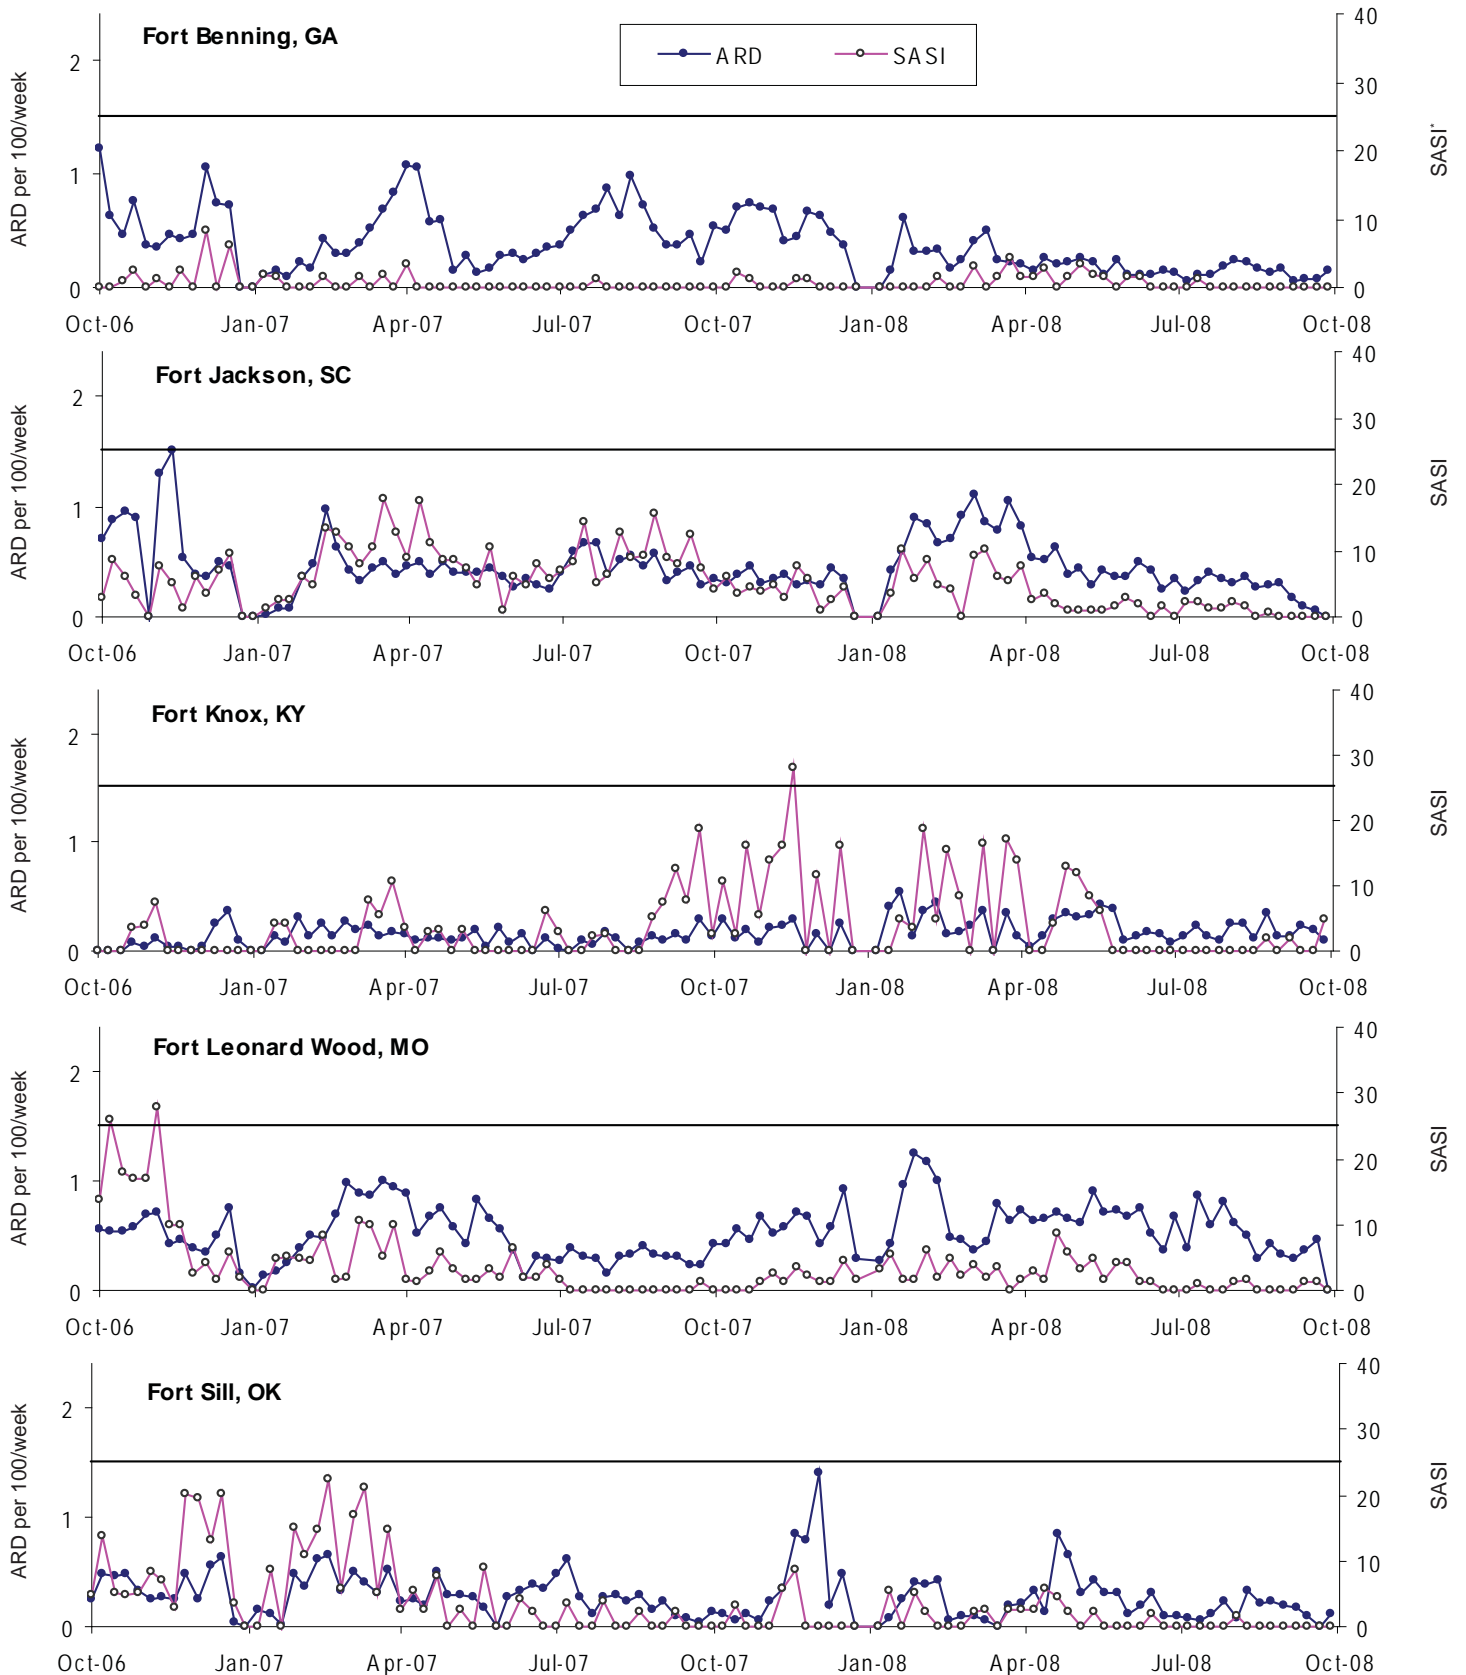 Fort Benning, GA
ARD SASI
ARD per 100/week
SASI*
2
1
0
40
30
20
10
0
Oct-06 Jan-07 Apr-07 Jul-07 Oct-07 Jan-08 Apr-08 Jul-08 Oct-08
Fort Jackson, SC
ARD per 100/week
SASI
2
1
0
40
30
20
10
0
Oct-06 Jan-07 Apr-07 Jul-07 Oct-07 Jan-08 Apr-08 Jul-08 Oct-08
Fort Knox, KY
ARD per 100/week
SASI
2
1
0
40
30
20
10
0
Oct-06 Jan-07 Apr-07 Jul-07 Oct-07 Jan-08 Apr-08 Jul-08 Oct-08
Fort Leonard Wood, MO
ARD per 100/week
SASI
2
1
0
40
30
20
10
0
Oct-06 Jan-07 Apr-07 Jul-07 Oct-07 Jan-08 Apr-08 Jul-08 Oct-08
Fort Sill, OK
ARD per 100/week
SASI
2
1
0
40
30
20
10
0
Oct-06 Jan-07 Apr-07 Jul-07 Oct-07 Jan-08 Apr-08 Jul-08 Oct-08